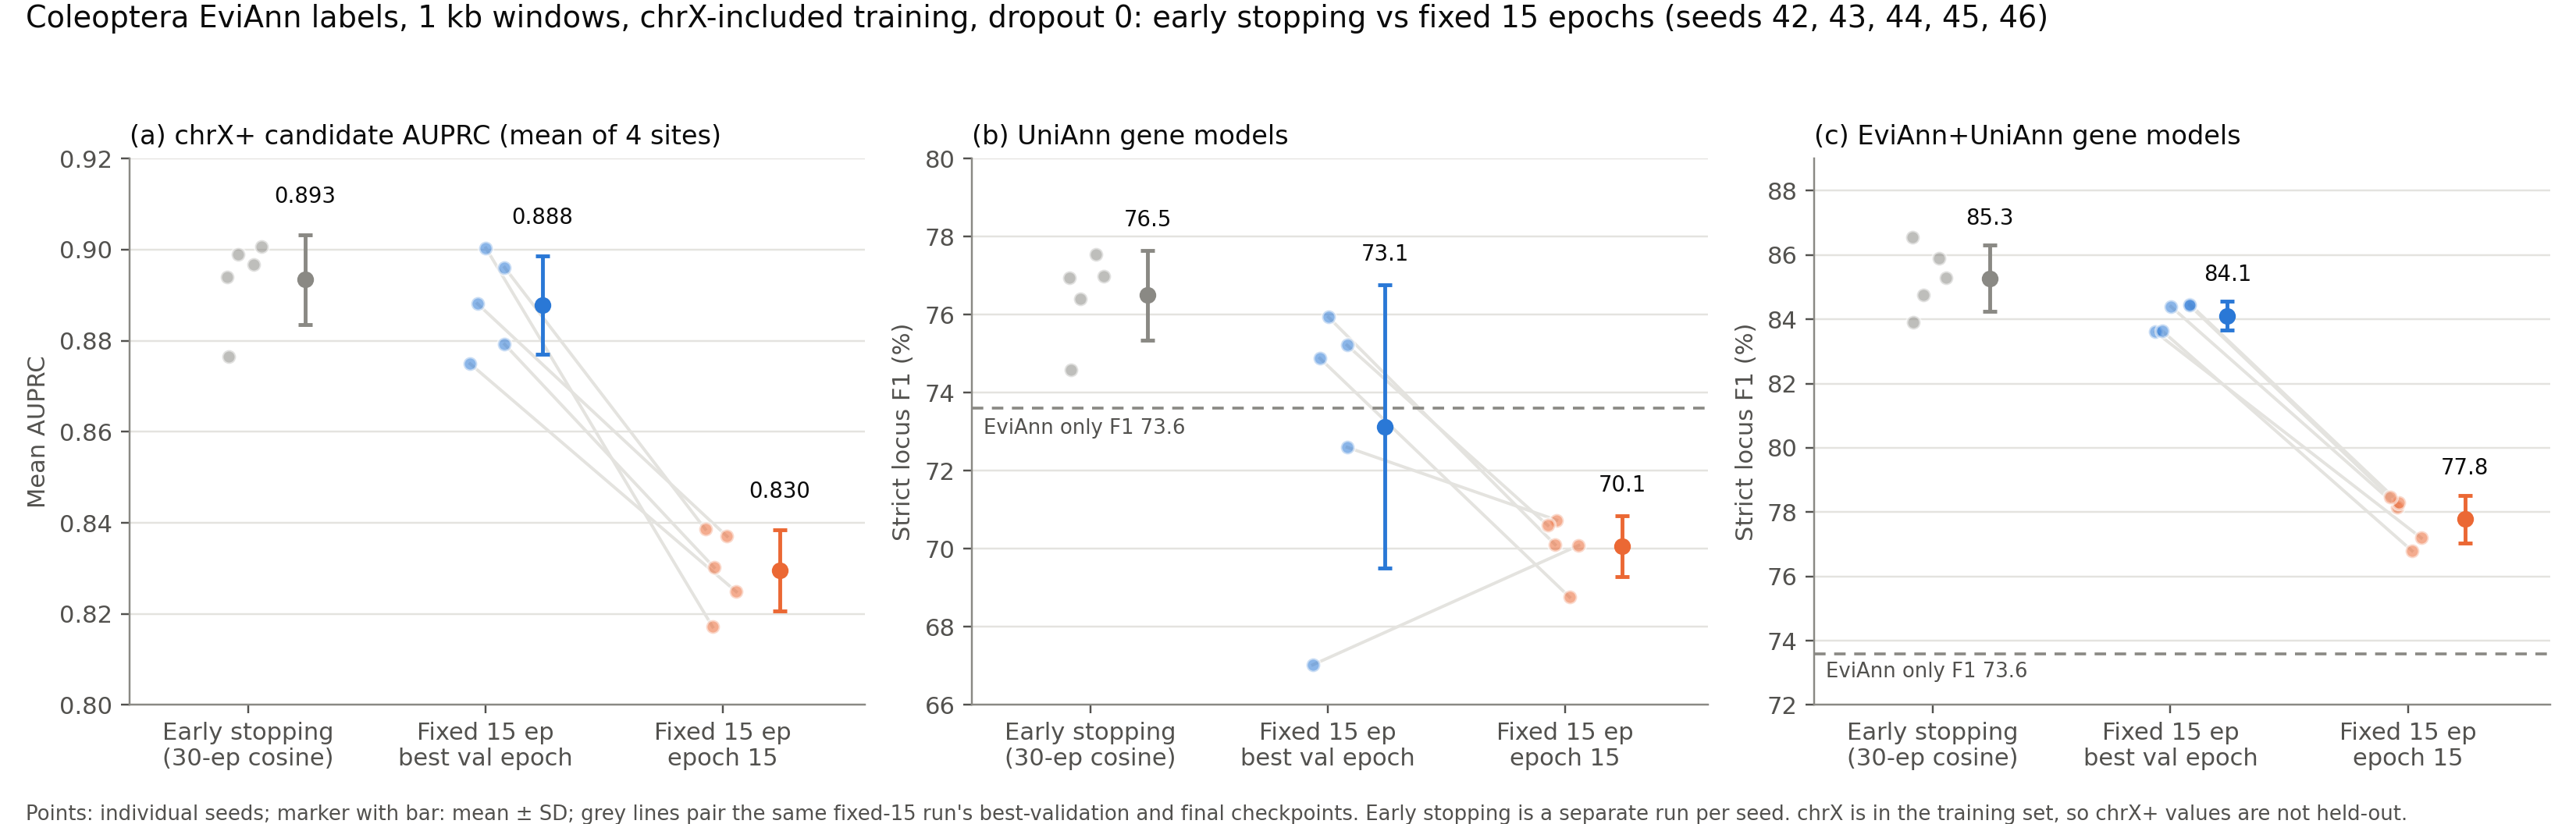 Coleoptera EviAnn labels, 1 kb windows, chrX-included training, dropout 0: early stopping vs fixed 15 epochs (seeds 42, 43, 44, 45, 46)
(a) chrX+ candidate AUPRC (mean of 4 sites)
Mean AUPRC
0.92
0.90
0.88
0.86
0.84
0.82
0.80
0.893
0.888
0.830
Early stopping
(30-ep cosine)
Fixed 15 ep
best val epoch
Fixed 15 ep
epoch 15
(b) UniAnn gene models
Strict locus F1 (%)
80
78
76
74
72
70
68
66
76.5
73.1
70.1
EviAnn only F1 73.6
Early stopping
(30-ep cosine)
Fixed 15 ep
best val epoch
Fixed 15 ep
epoch 15
(c) EviAnn+UniAnn gene models
Strict locus F1 (%)
88
86
84
82
80
78
76
74
72
85.3
84.1
77.8
EviAnn only F1 73.6
Early stopping
(30-ep cosine)
Fixed 15 ep
best val epoch
Fixed 15 ep
epoch 15
Points: individual seeds; marker with bar: mean ± SD; grey lines pair the same fixed-15 run's best-validation and final checkpoints. Early stopping is a separate run per seed. chrX is in the training set, so chrX+ values are not held-out.